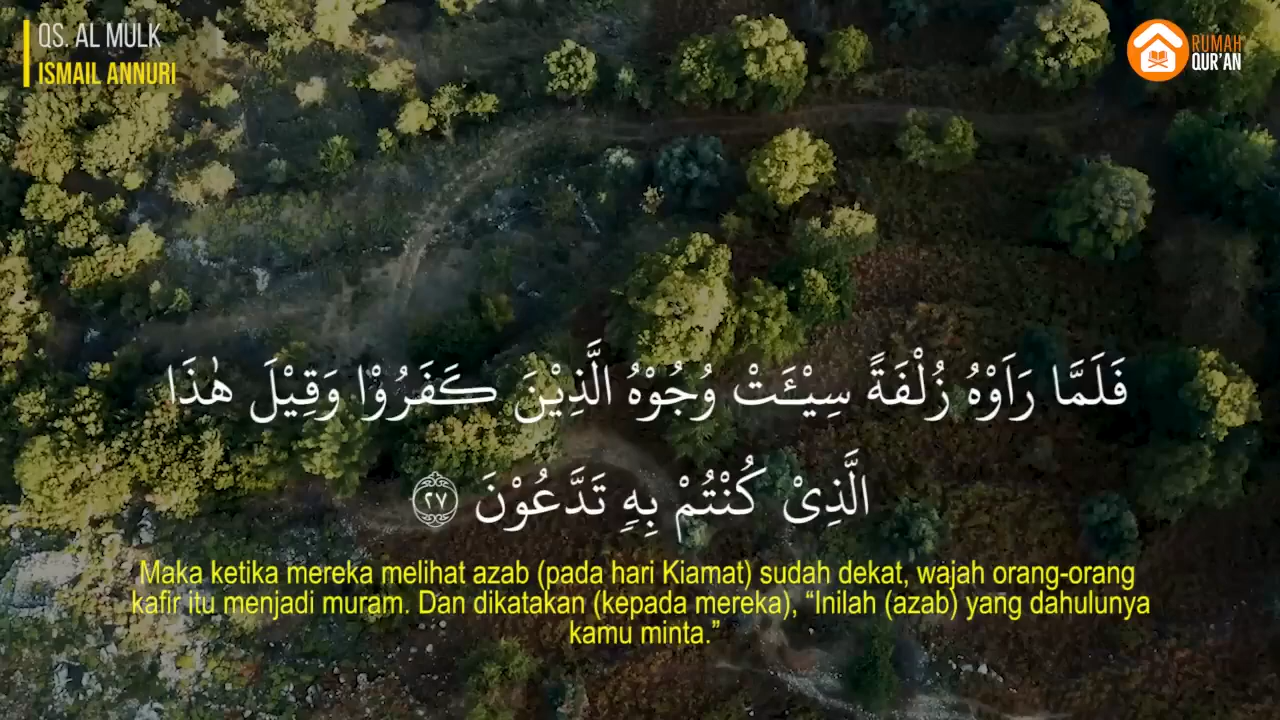 QS. AL MULK
ISMAIL ANNURI
RUMAH
QUR'AN
فَلَمَّا رَاَوْهُ زُلْفَةً سِيْۤـَٔتْ وُجُوْهُ الَّذِيْنَ كَفَرُوْا وَقِيْلَ هٰذَا
الَّذِيْ كُنْتُمْ بِهٖ تَدَّعُوْنَ ٢٧
Maka ketika mereka melihat azab (pada hari Kiamat) sudah dekat, wajah orang-orang
kafir itu menjadi muram. Dan dikatakan (kepada mereka), “Inilah (azab) yang dahulunya
kamu minta.”